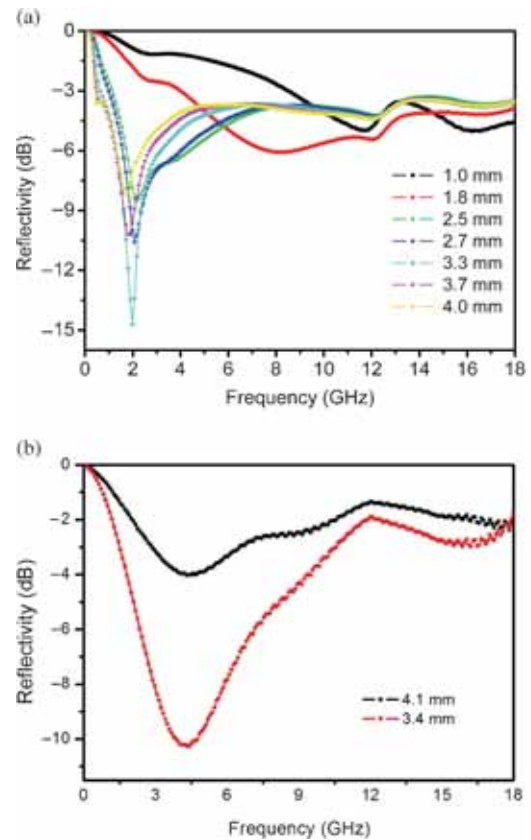 (a)
0
−3
−6
−9
−12
−15
Reflectivity (dB)
1.0 mm
1.8 mm
2.5 mm
2.7 mm
3.3 mm
3.7 mm
4.0 mm
0 2 4 6 8 10 12 14 16 18
Frequency (GHz)
(b)
0
−2
−4
−6
−8
−10
Reflectivity (dB)
4.1 mm
3.4 mm
0 3 6 9 12 15 18
Frequency (GHz)